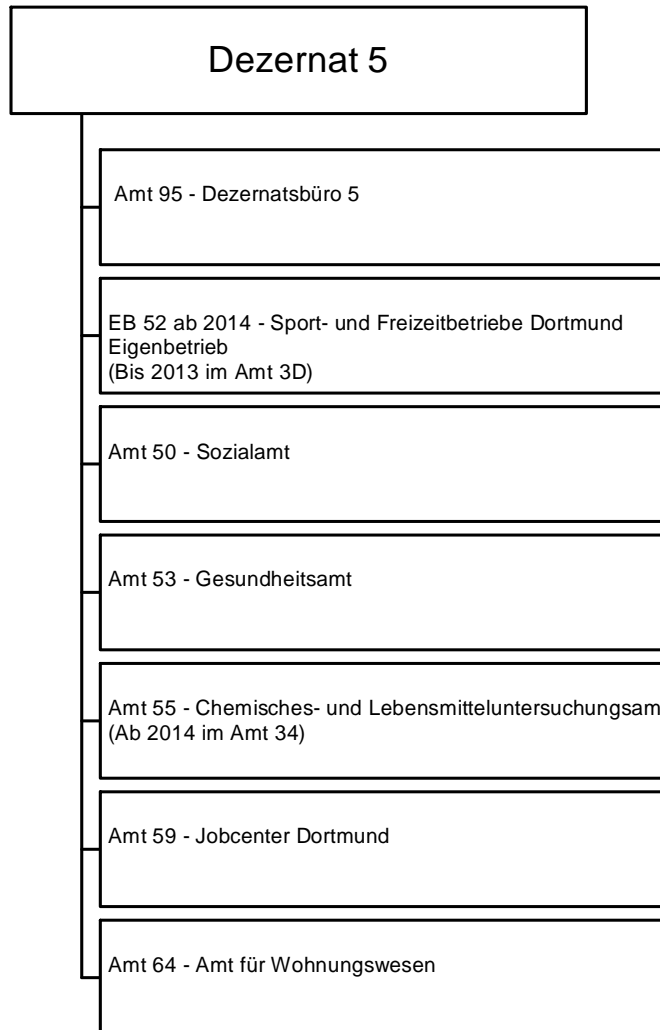 Dezernat 5
Amt 95 - Dezernatsbüro 5
EB 52 ab 2014 - Sport- und Freizeitbetriebe Dortmund
Eigenbetrieb
(Bis 2013 im Amt 3D)
Amt 50 - Sozialamt
Amt 53 - Gesundheitsamt
Amt 55 - Chemisches- und Lebensmitteluntersuchungsam
(Ab 2014 im Amt 34)
Amt 59 - Jobcenter Dortmund
Amt 64 - Amt für Wohnungswesen